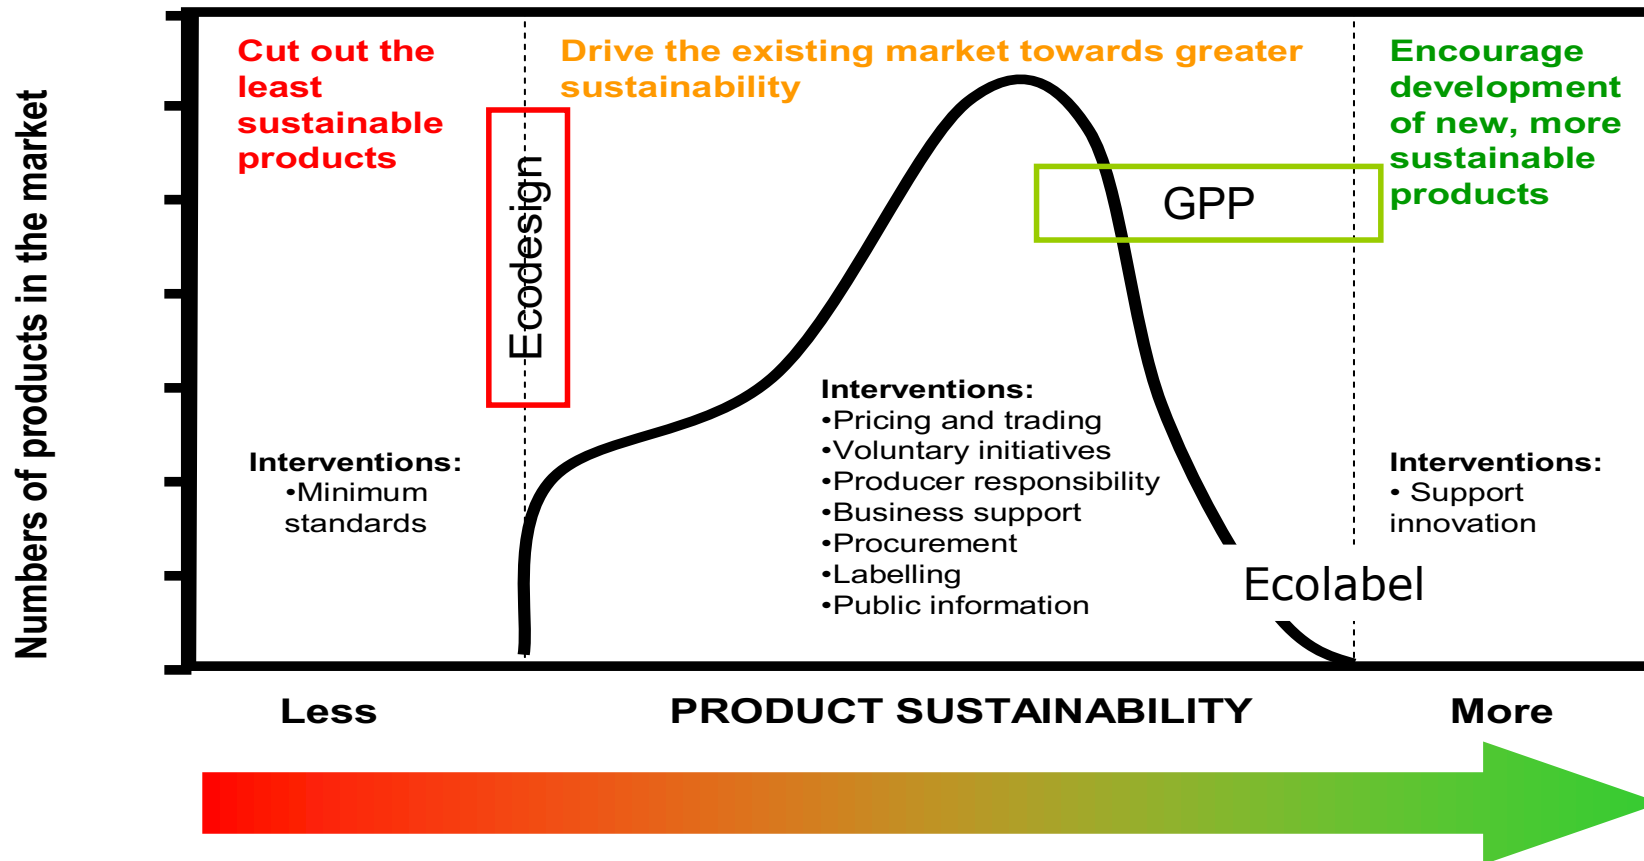 Numbers of products in the market
Cut out the
least
sustainable
products
Drive the existing market towards greater
sustainability
Encourage
development
of new, more
sustainable
products
Ecodesign
GPP
Interventions:
•Minimum
standards
Interventions:
•Pricing and trading
•Voluntary initiatives
•Producer responsibility
•Business support
•Procurement
•Labelling
•Public information
Interventions:
• Support
innovation
Ecolabel
Less
PRODUCT SUSTAINABILITY
More